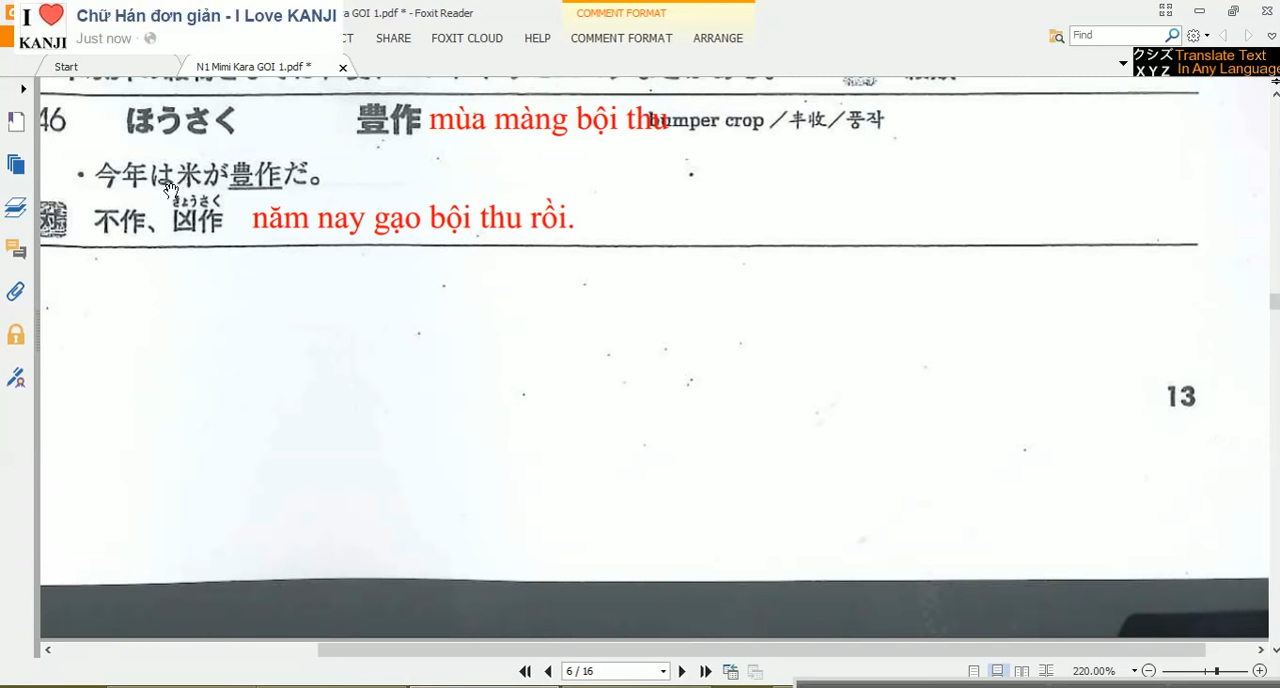 I ❤ KANJI
Chữ Hán đơn giản - I Love KANJI
Just now
a GOI 1.pdf * - Foxit Reader
COMMENT FORMAT
CT SHARE FOXIT CLOUD HELP COMMENT FORMAT ARRANGE
Find
Start
N1 Mimi Kara GOI 1.pdf *
クシズ Translate Text
XYZ In Any Language
46 ほうさく 豊作 mùa màng bội thu bumper crop／丰收／풍작
・今年は米が豊作だ。
きょうさく
対 不作、凶作 năm nay gạo bội thu rồi.
13
6 / 16
220.00%